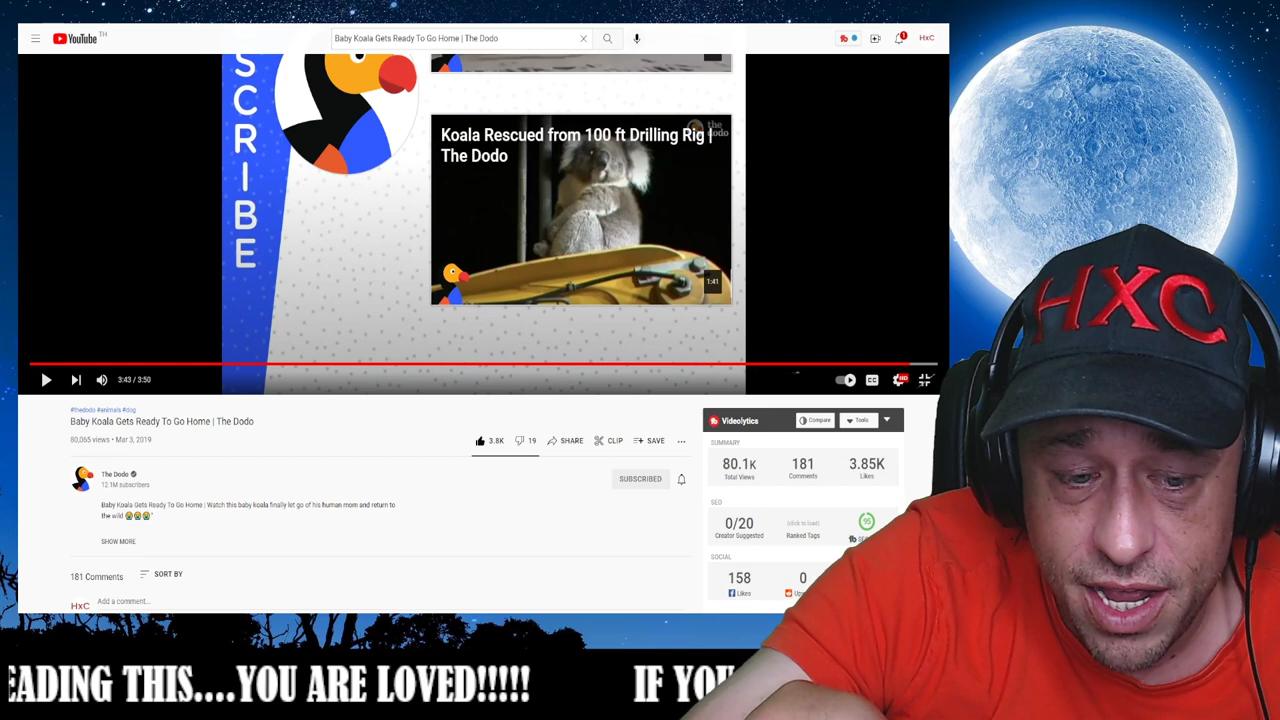 YouTube TH
Baby Koala Gets Ready To Go Home | The Dodo
1
HxC
SCRIBE
the dodo
Koala Rescued from 100 ft Drilling Rig |
The Dodo
1:41
3:43 / 3:50
CC
HD
#thedodo #animals #dog
Baby Koala Gets Ready To Go Home | The Dodo
80,065 views • Mar 3, 2019
3.8K 19 SHARE CLIP SAVE
The Dodo
12.1M subscribers
SUBSCRIBED
Baby Koala Gets Ready To Go Home | Watch this baby koala finally let go of his human mom and return to
the wild 😭😭😭"
SHOW MORE
181 Comments SORT BY
HxC Add a comment...
Videolytics Compare Tools
SUMMARY
80.1K 181 3.85K
Total Views Comments Likes
SEO
0/20 (click to load) 95
Creator Suggested Ranked Tags
SOCIAL
158 0
Likes
HXC
EADING THIS....YOU ARE LOVED!!!!! IF YOU